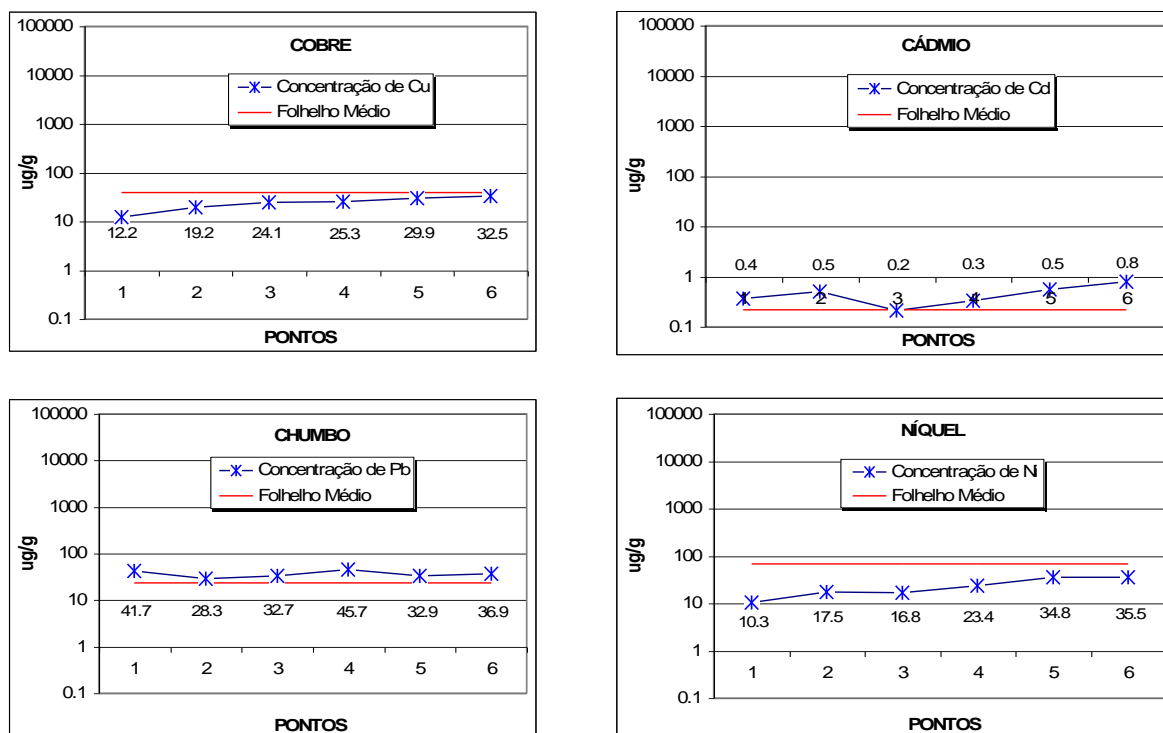 COBRE
Concentração de Cu
Folhelho Médio
ug/g
100000
10000
1000
100
10
1
0.1
12.2 19.2 24.1 25.3 29.9 32.5
1 2 3 4 5 6
PONTOS
CÁDMIO
Concentração de Cd
Folhelho Médio
ug/g
100000
10000
1000
100
10
1
0.1
0.4 0.5 0.2 0.3 0.5 0.8
1 2 3 4 5 6
PONTOS
CHUMBO
Concentração de Pb
Folhelho Médio
ug/g
100000
10000
1000
100
10
1
0.1
41.7 28.3 32.7 45.7 32.9 36.9
1 2 3 4 5 6
PONTOS
NÍQUEL
Concentração de Ni
Folhelho Médio
ug/g
100000
10000
1000
100
10
1
0.1
10.3 17.5 16.8 23.4 34.8 35.5
1 2 3 4 5 6
PONTOS